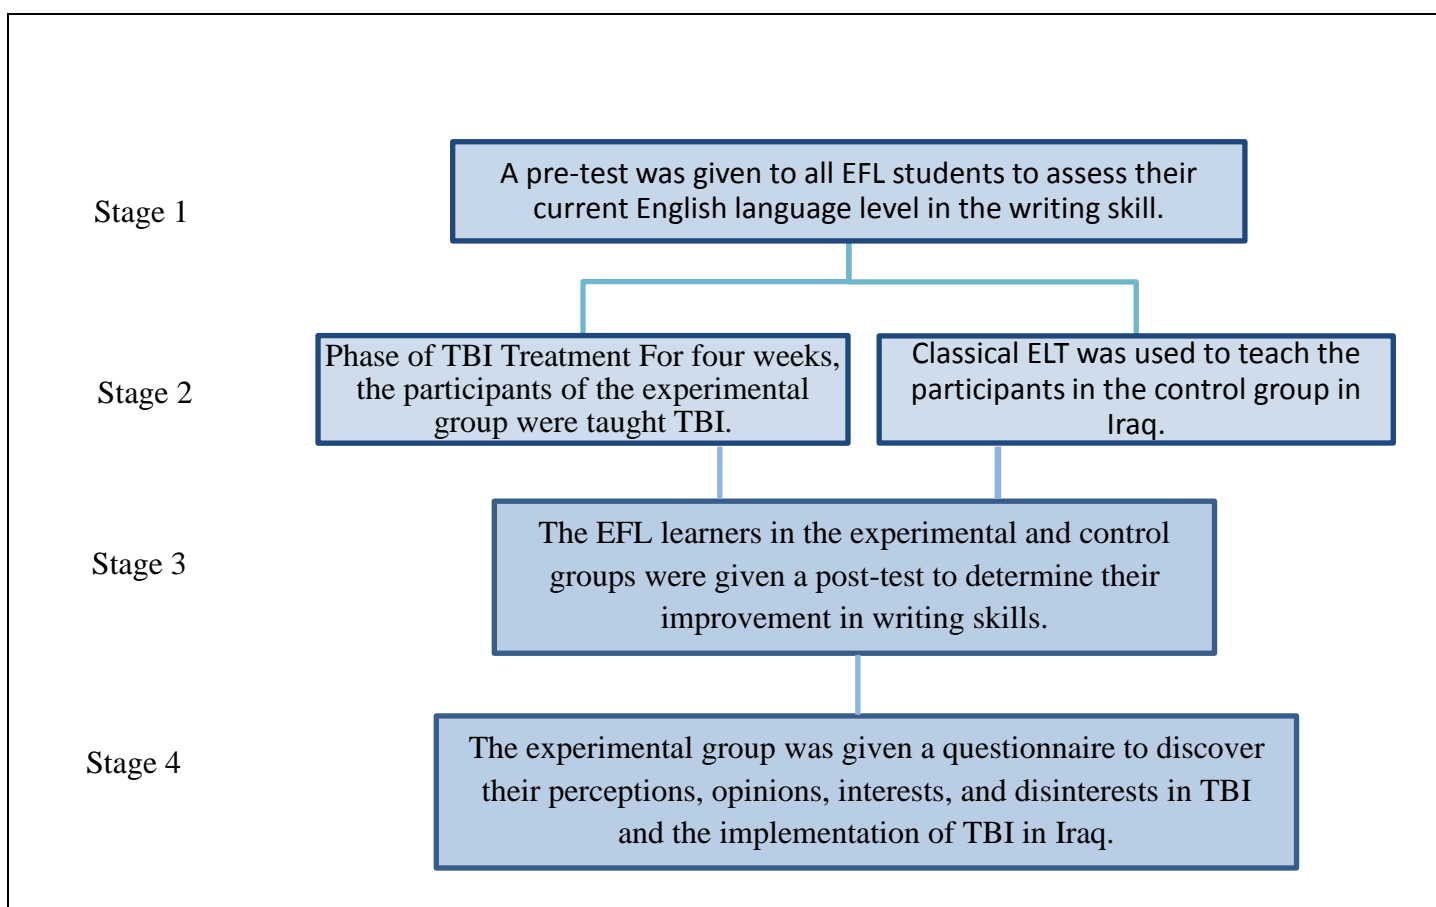 Stage 1
A pre-test was given to all EFL students to assess their
current English language level in the writing skill.
Stage 2
Phase of TBI Treatment For four weeks,
the participants of the experimental
group were taught TBI.
Classical ELT was used to teach the
participants in the control group in
Iraq.
Stage 3
The EFL learners in the experimental and control
groups were given a post-test to determine their
improvement in writing skills.
Stage 4
The experimental group was given a questionnaire to discover
their perceptions, opinions, interests, and disinterests in TBI
and the implementation of TBI in Iraq.